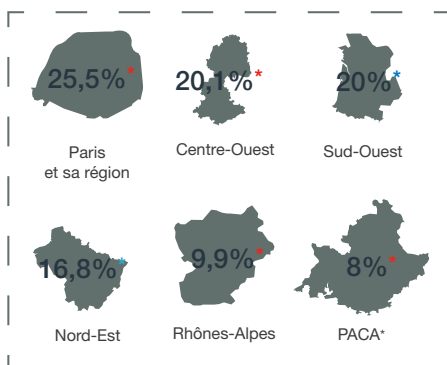 25,5%*
20,1%*
20%*
Paris
et sa région
Centre-Ouest
Sud-Ouest
16,8%*
9,9%*
8%*
Nord-Est
Rhônes-Alpes
PACA*